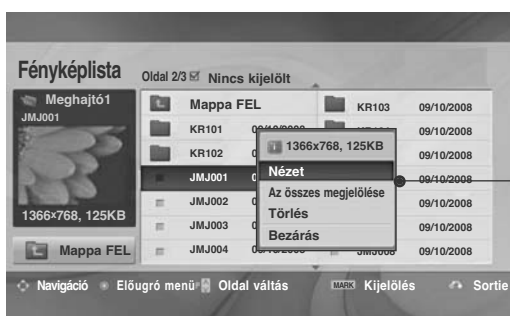 Fényképlista
Oldal 2/3 Nincs kijelölt
Meghajtó1
JMJ001
1366x768, 125KB
Mappa FEL
Mappa FEL
KR101
KR102
JMJ001
JMJ002
JMJ003
JMJ004
KR103 09/10/2008
09/10/2008
09/10/2008
09/10/2008
09/10/2008
09/10/2008
09/10/2008
1366x768, 125KB
Nézet
Az összes megjelölése
Törlés
Bezárás
Navigáció Előugró menü Oldal váltás MARK Kijelölés Sortie